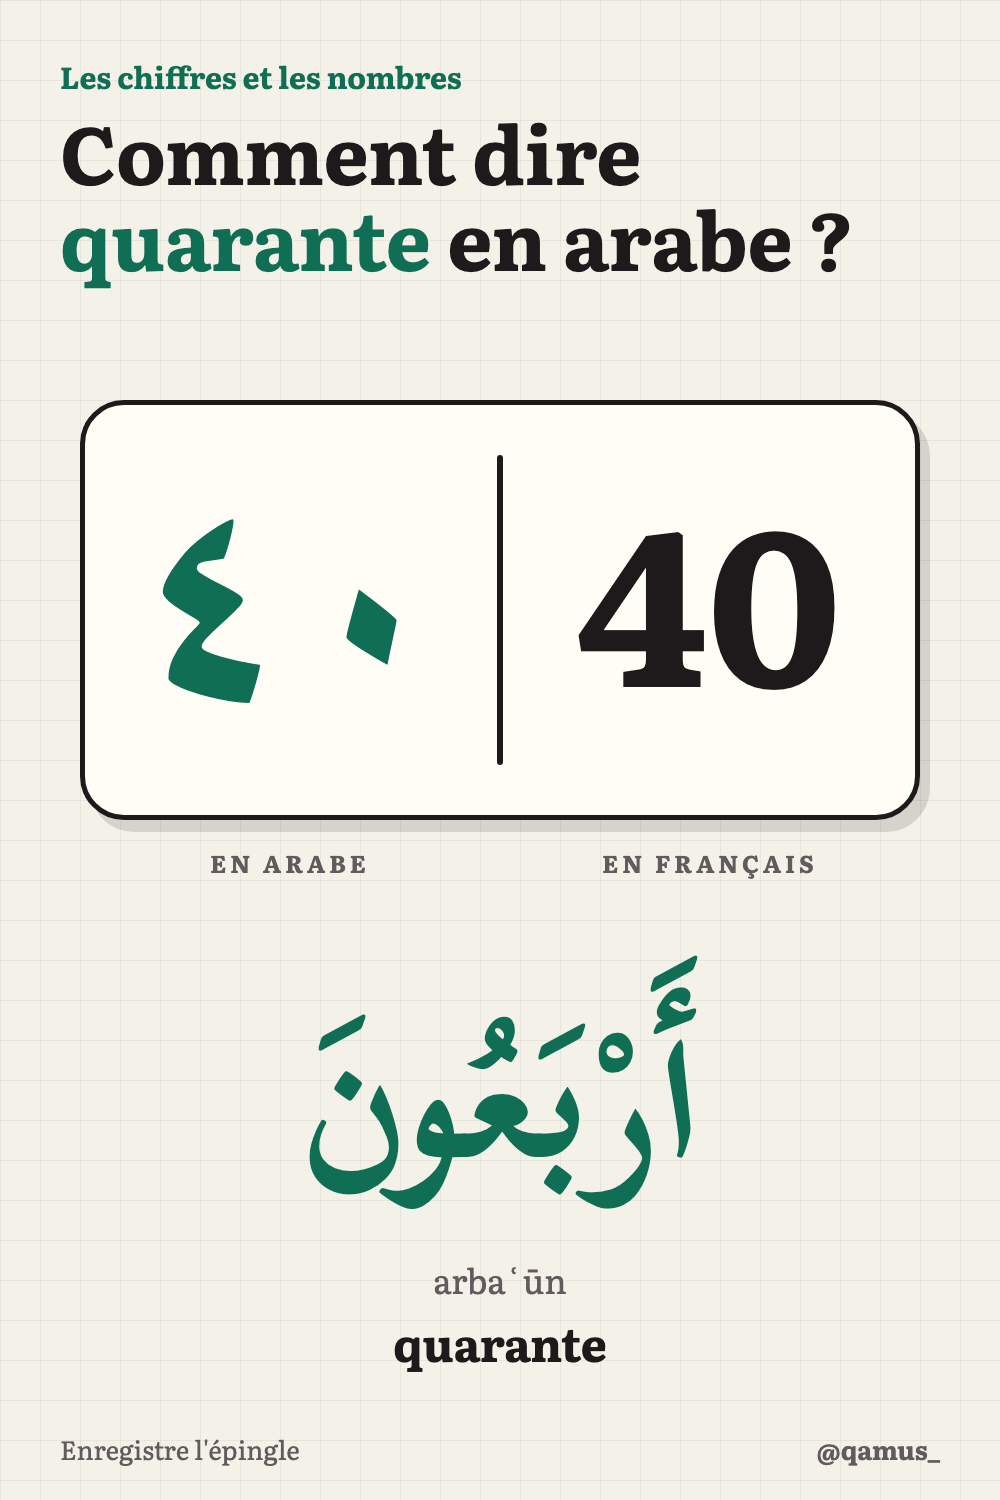 Les chiffres et les nombres
Comment dire
quarante en arabe ?
٤٠
40
EN ARABE
EN FRANÇAIS
أَرْبَعُونَ
arbaʿūn
quarante
Enregistre l'épingle
@qamus_